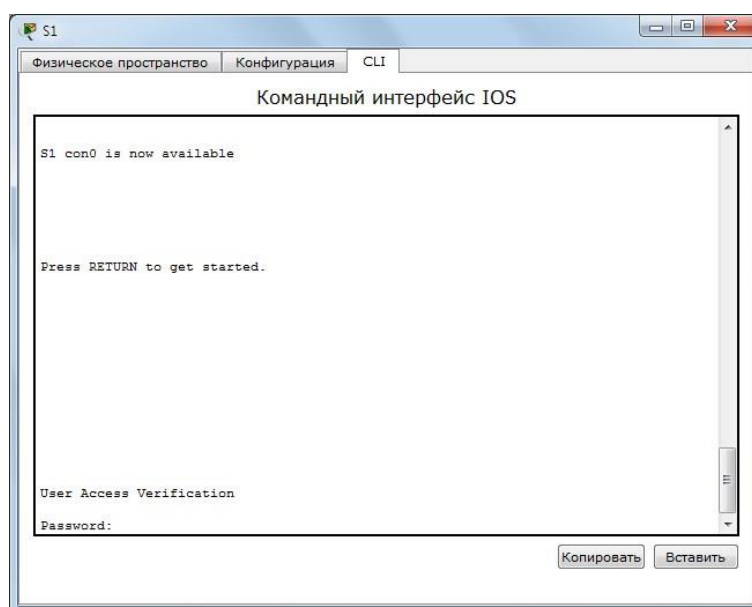 S1
Физическое пространство Конфигурация CLI
Командный интерфейс IOS
S1 con0 is now available
Press RETURN to get started.
User Access Verification
Password:
Копировать Вставить